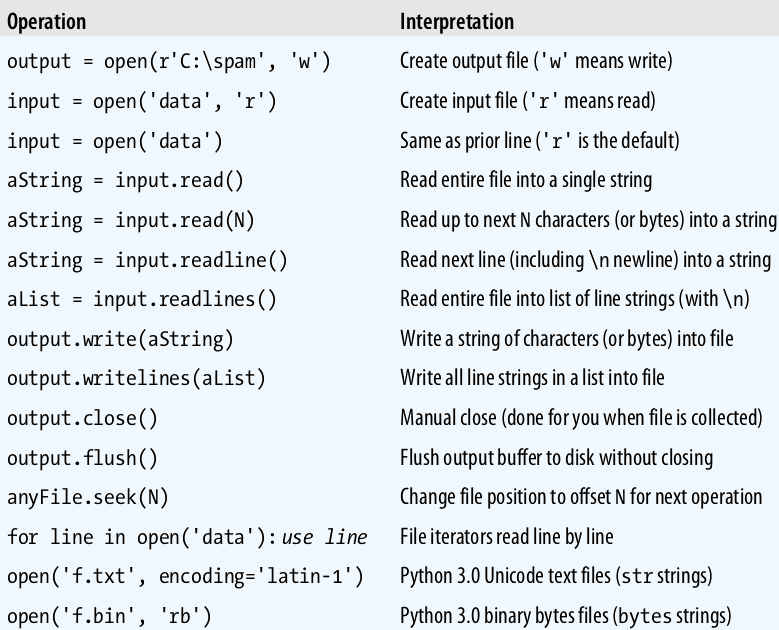 Operation Interpretation
output = open(r'C:\spam', 'w') Create output file ('w' means write)
input = open('data', 'r') Create input file ('r' means read)
input = open('data') Same as prior line ('r' is the default)
aString = input.read() Read entire file into a single string
aString = input.read(N) Read up to next N characters (or bytes) into a string
aString = input.readline() Read next line (including \n newline) into a string
aList = input.readlines() Read entire file into list of line strings (with \n)
output.write(aString) Write a string of characters (or bytes) into file
output.writelines(aList) Write all line strings in a list into file
output.close() Manual close (done for you when file is collected)
output.flush() Flush output buffer to disk without closing
anyFile.seek(N) Change file position to offset N for next operation
for line in open('data'): use line File iterators read line by line
open('f.txt', encoding='latin-1') Python 3.0 Unicode text files (str strings)
open('f.bin', 'rb') Python 3.0 binary bytes files (bytes strings)